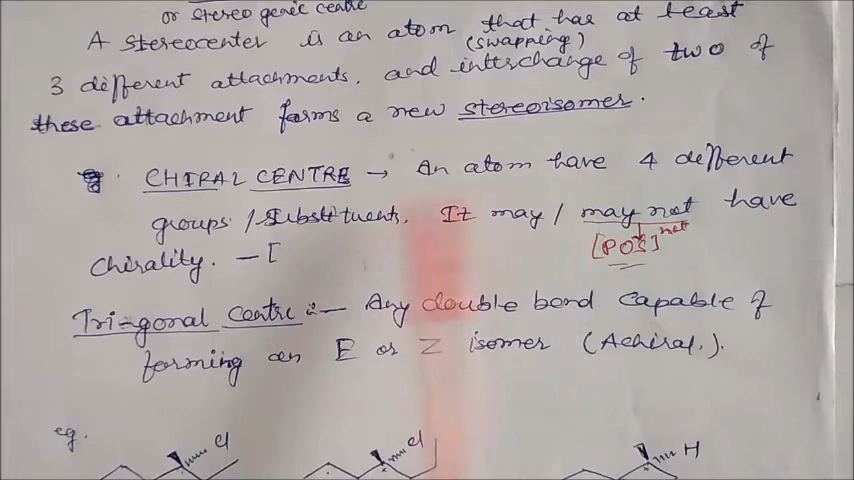 or stereo genic centre
A stereocenter is an atom that has at least
(swapping)
3 different attachments. and interchange of two of
these attachment forms a new stereoisomer.
CHIRAL CENTRE → An atom have 4 different
groups / substituents. It may / may not have
[POS] not
Chirality. – [
Tri-gonal centre :– Any double bond capable of
forming an E or Z isomer (Achiral.).
eg.
Cl
Cl
H